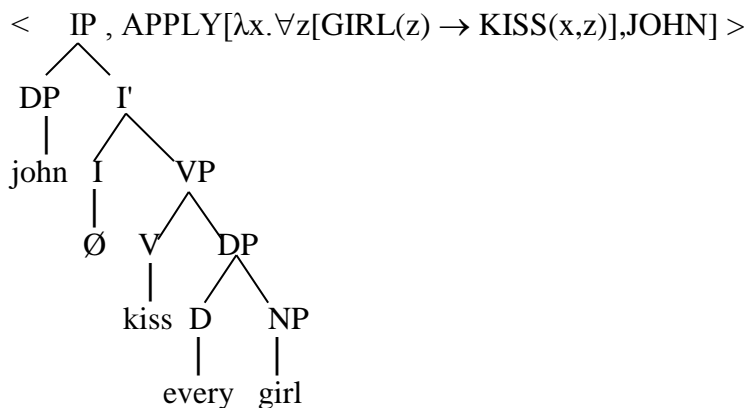 < IP , APPLY[λx.∀z[GIRL(z) → KISS(x,z)],JOHN] >
DP I'
john I VP
Ø V DP
kiss D NP
every girl